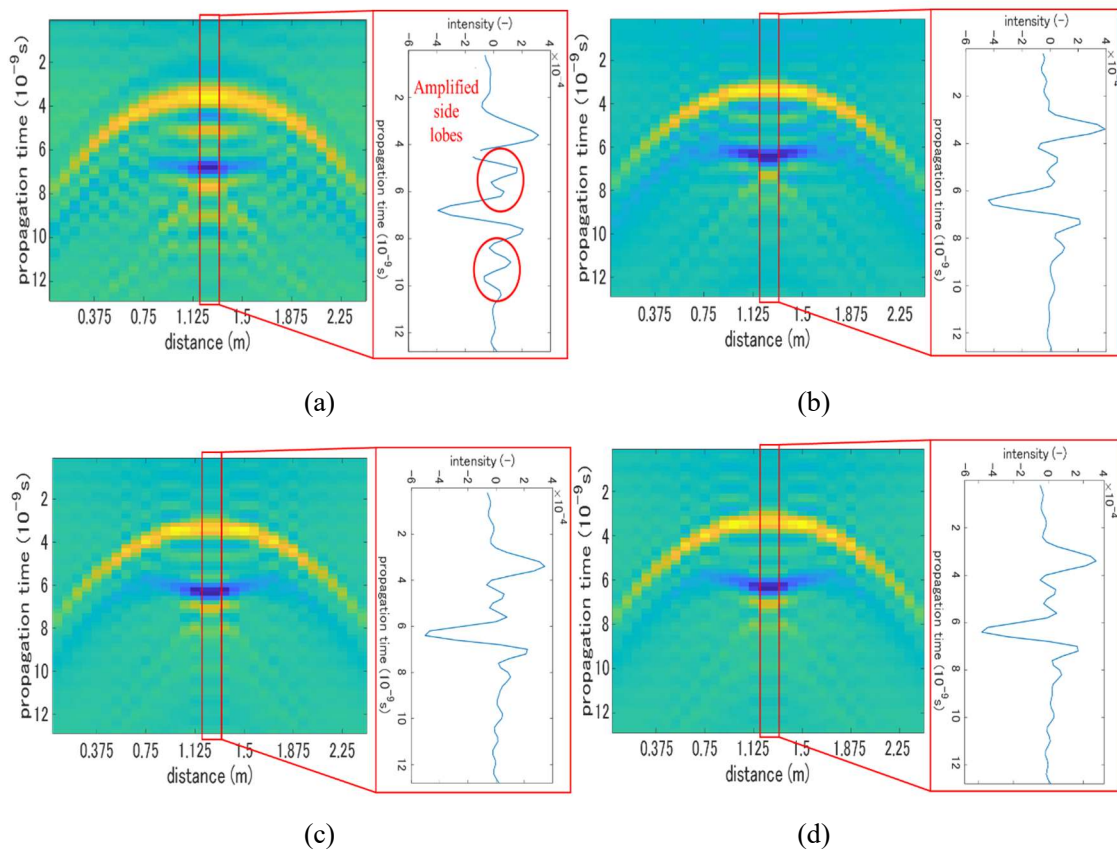 propagation time (10⁻⁹s)
2
4
6
8
10
12
0.375 0.75 1.125 1.5 1.875 2.25
distance (m)
intensity (-)
-6 -4 -2 0 2 4
×10⁻⁴
Amplified
side
lobes
propagation time (10⁻⁹s)
2
4
6
8
10
12
(a)
propagation time (10⁻⁹s)
2
4
6
8
10
12
0.375 0.75 1.125 1.5 1.875 2.25
distance (m)
intensity (-)
-6 -4 -2 0 2 4
×10⁻⁴
propagation time (10⁻⁹s)
2
4
6
8
10
12
(b)
propagation time (10⁻⁹s)
2
4
6
8
10
12
0.375 0.75 1.125 1.5 1.875 2.25
distance (m)
intensity (-)
-6 -4 -2 0 2 4
×10⁻⁴
propagation time (10⁻⁹s)
2
4
6
8
10
12
(c)
propagation time (10⁻⁹s)
2
4
6
8
10
12
0.375 0.75 1.125 1.5 1.875 2.25
distance (m)
intensity (-)
-6 -4 -2 0 2 4
×10⁻⁴
propagation time (10⁻⁹s)
2
4
6
8
10
12
(d)